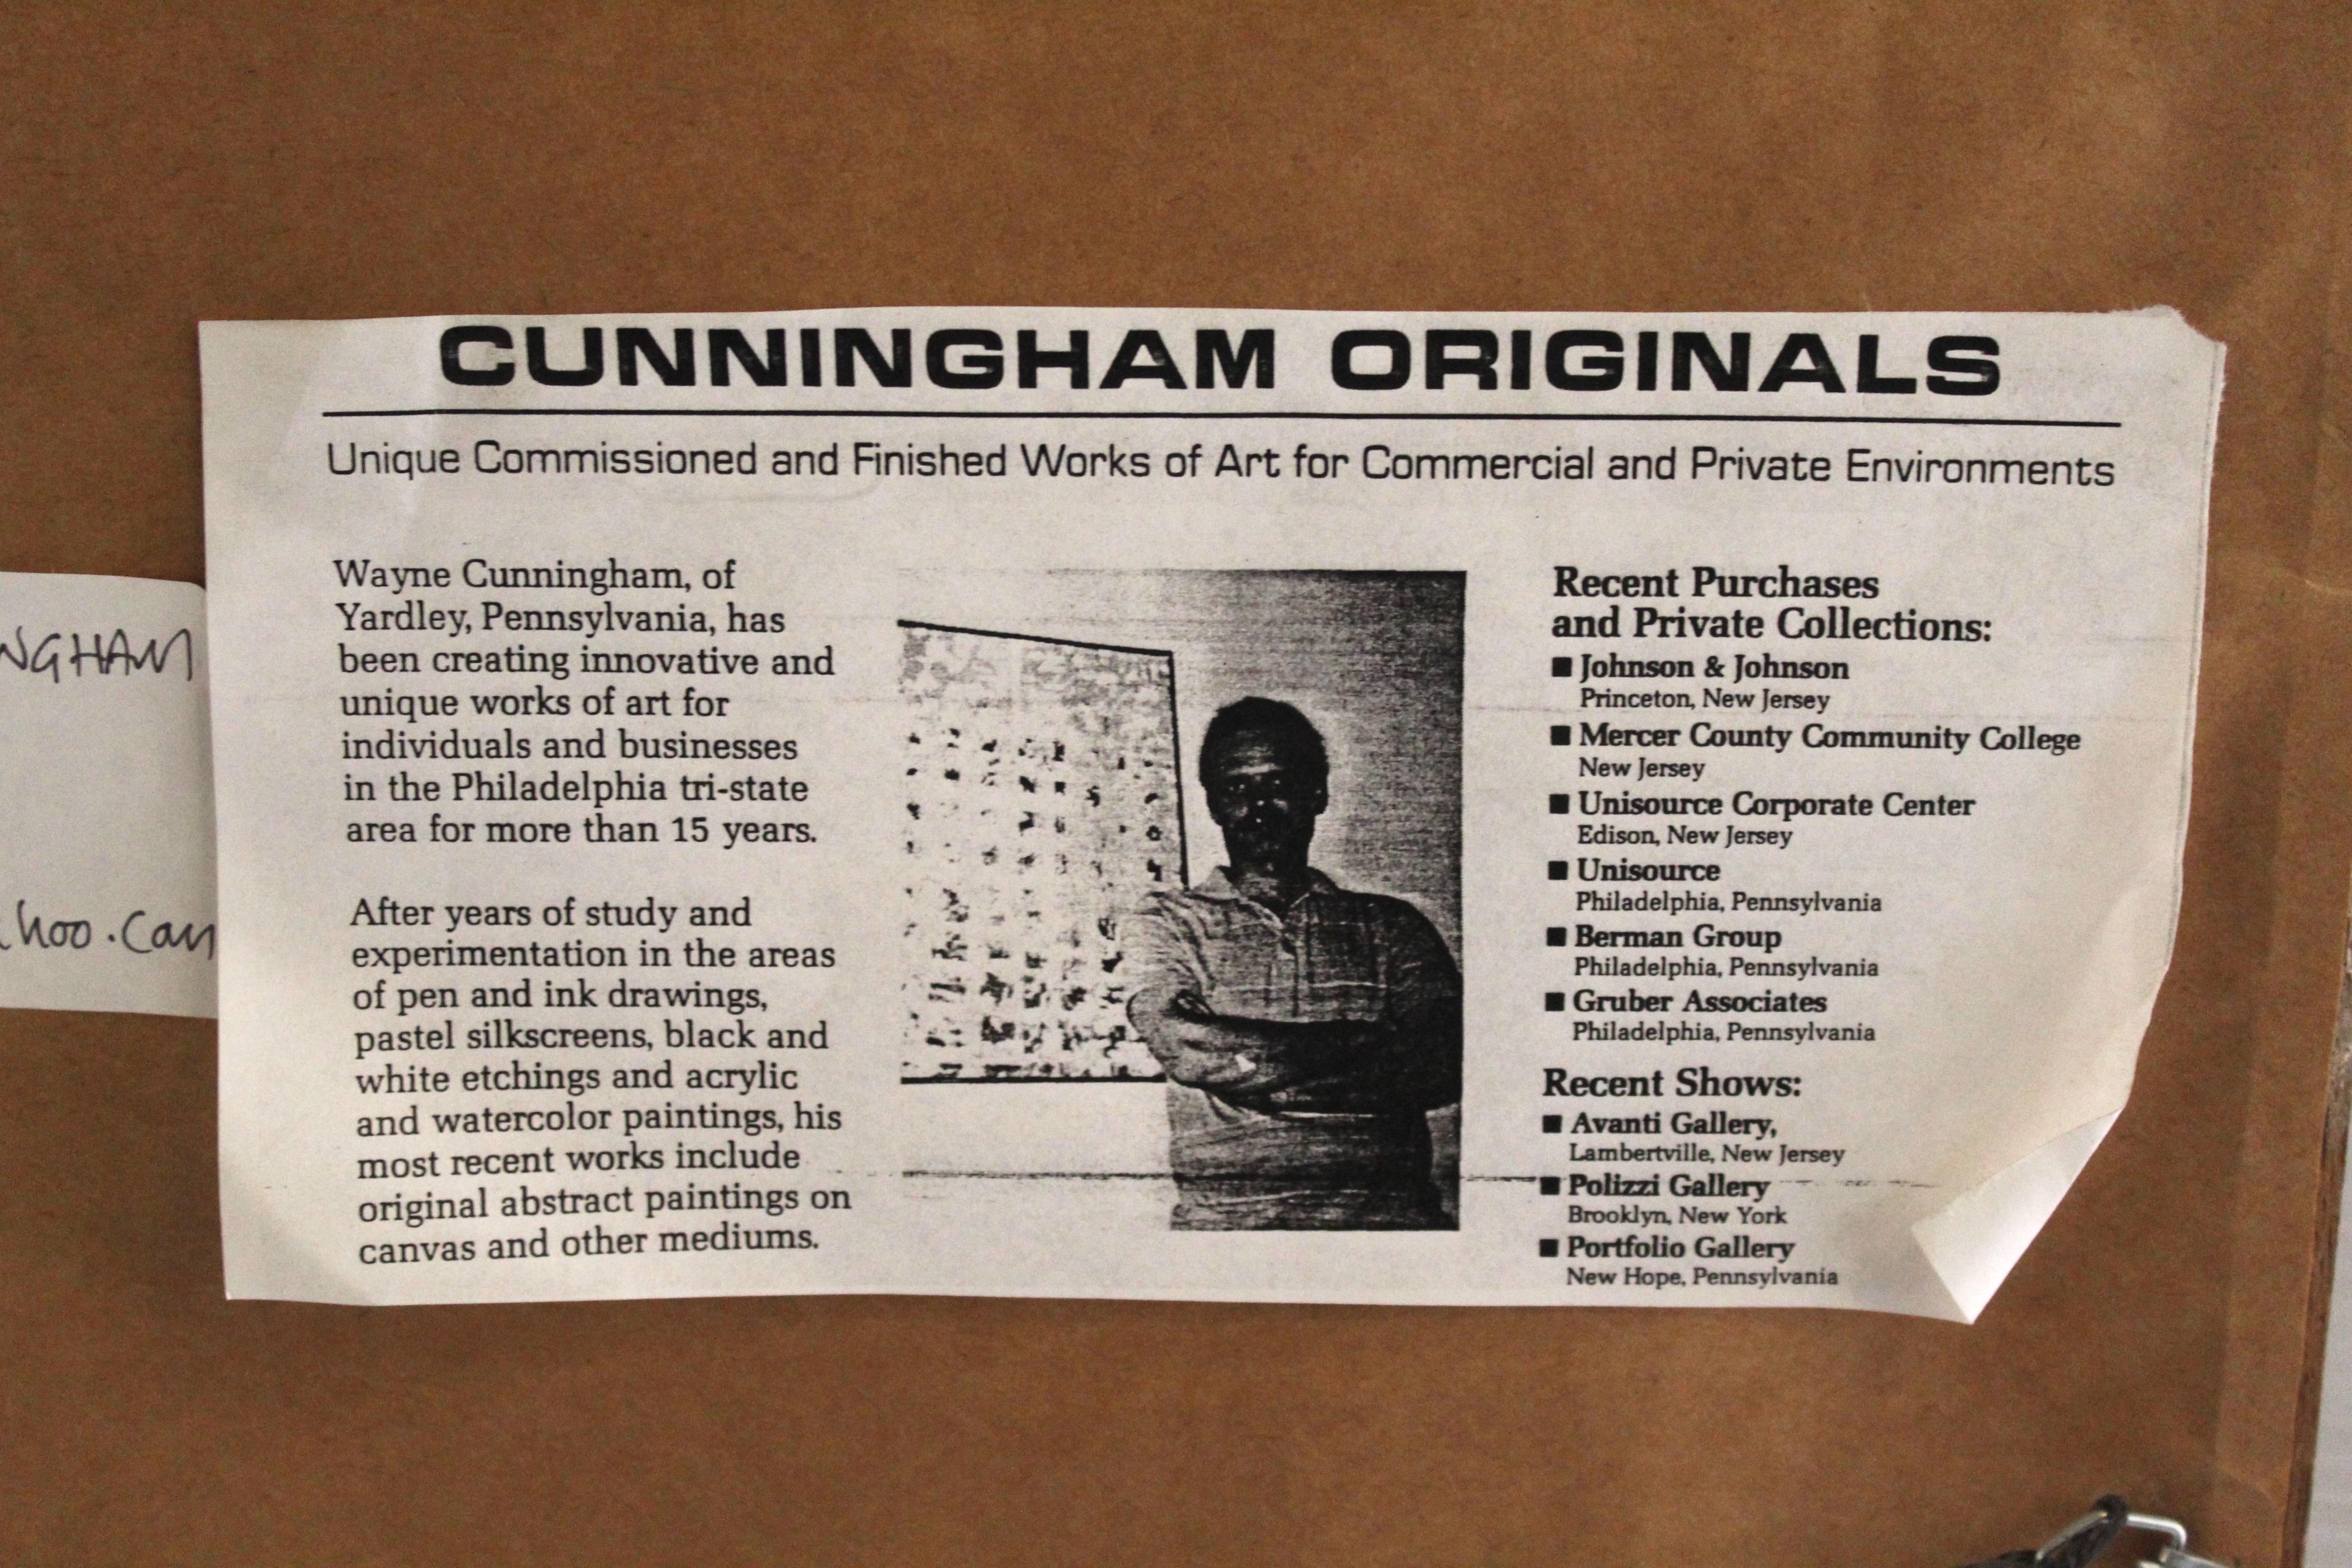 CUNNINGHAM ORIGINALS
Unique Commissioned and Finished Works of Art for Commercial and Private Environments
Wayne Cunningham, of
Yardley, Pennsylvania, has
been creating innovative and
unique works of art for
individuals and businesses
in the Philadelphia tri-state
area for more than 15 years.
After years of study and
experimentation in the areas
of pen and ink drawings,
pastel silkscreens, black and
white etchings and acrylic
and watercolor paintings, his
most recent works include
original abstract paintings on
canvas and other mediums.
Recent Purchases
and Private Collections:
■ Johnson & Johnson
Princeton, New Jersey
■ Mercer County Community College
New Jersey
■ Unisource Corporate Center
Edison, New Jersey
■ Unisource
Philadelphia, Pennsylvania
■ Berman Group
Philadelphia, Pennsylvania
■ Gruber Associates
Philadelphia, Pennsylvania
Recent Shows:
■ Avanti Gallery,
Lambertville, New Jersey
■ Polizzi Gallery
Brooklyn, New York
■ Portfolio Gallery
New Hope, Pennsylvania
NGHAM
hoo.com